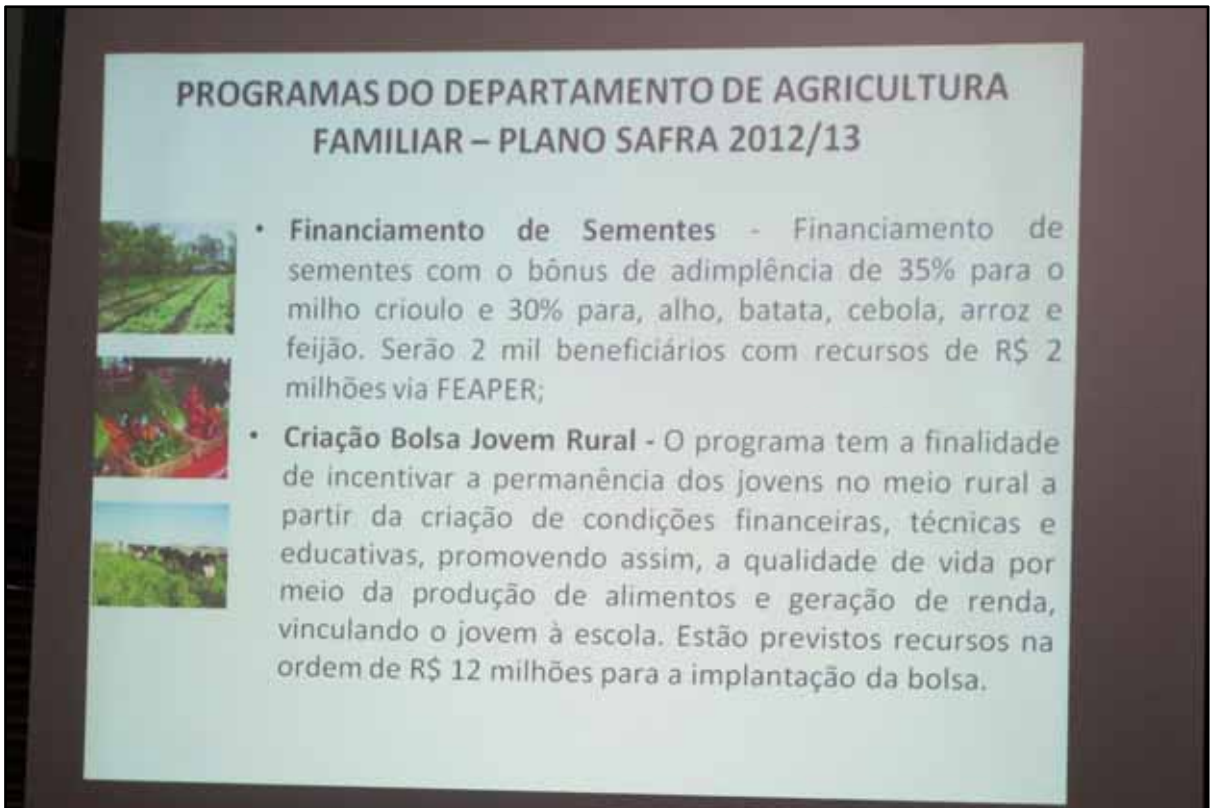 PROGRAMAS DO DEPARTAMENTO DE AGRICULTURA
FAMILIAR – PLANO SAFRA 2012/13
• Financiamento de Sementes - Financiamento de
sementes com o bônus de adimplência de 35% para o
milho crioulo e 30% para, alho, batata, cebola, arroz e
feijão. Serão 2 mil beneficiários com recursos de R$ 2
milhões via FEAPER;
• Criação Bolsa Jovem Rural - O programa tem a finalidade
de incentivar a permanência dos jovens no meio rural a
partir da criação de condições financeiras, técnicas e
educativas, promovendo assim, a qualidade de vida por
meio da produção de alimentos e geração de renda,
vinculando o jovem à escola. Estão previstos recursos na
ordem de R$ 12 milhões para a implantação da bolsa.